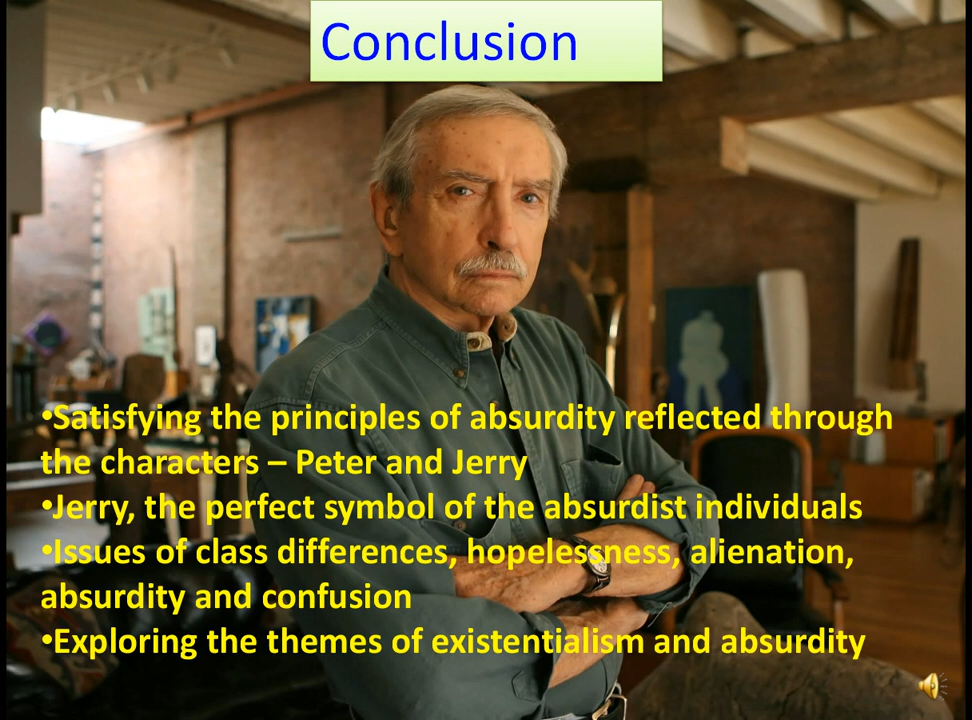 Conclusion
•Satisfying the principles of absurdity reflected through
the characters – Peter and Jerry
•Jerry, the perfect symbol of the absurdist individuals
•Issues of class differences, hopelessness, alienation,
absurdity and confusion
•Exploring the themes of existentialism and absurdity